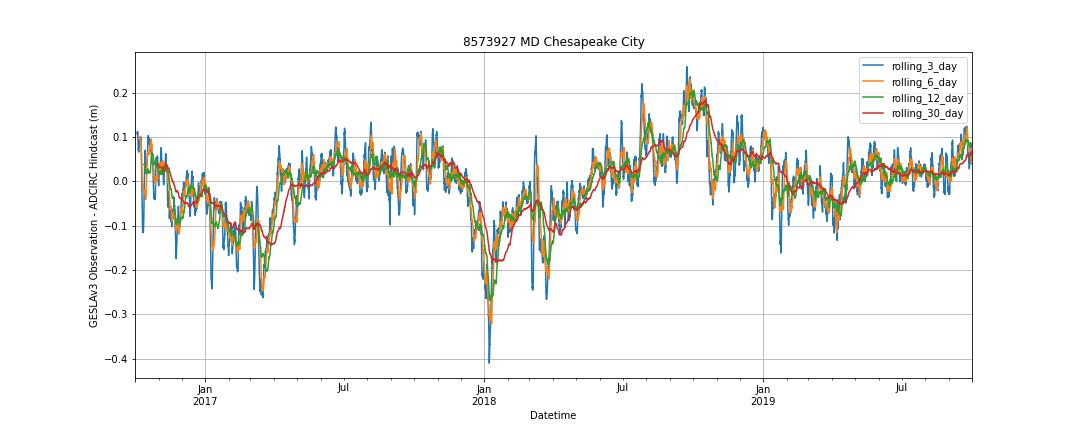 8573927 MD Chesapeake City
rolling_3_day
rolling_6_day
rolling_12_day
rolling_30_day
GESLAv3 Observation - ADCIRC Hindcast (m)
0.2
0.1
0.0
−0.1
−0.2
−0.3
−0.4
Jan
2017
Jul
Jan
2018
Jul
Jan
2019
Jul
Datetime